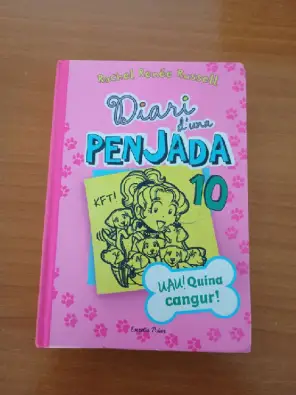 Rachel Renée Russell
Diari
d'una
PENJADA
10
KFT!
UAU! Quina
cangur!
Estrella Polar